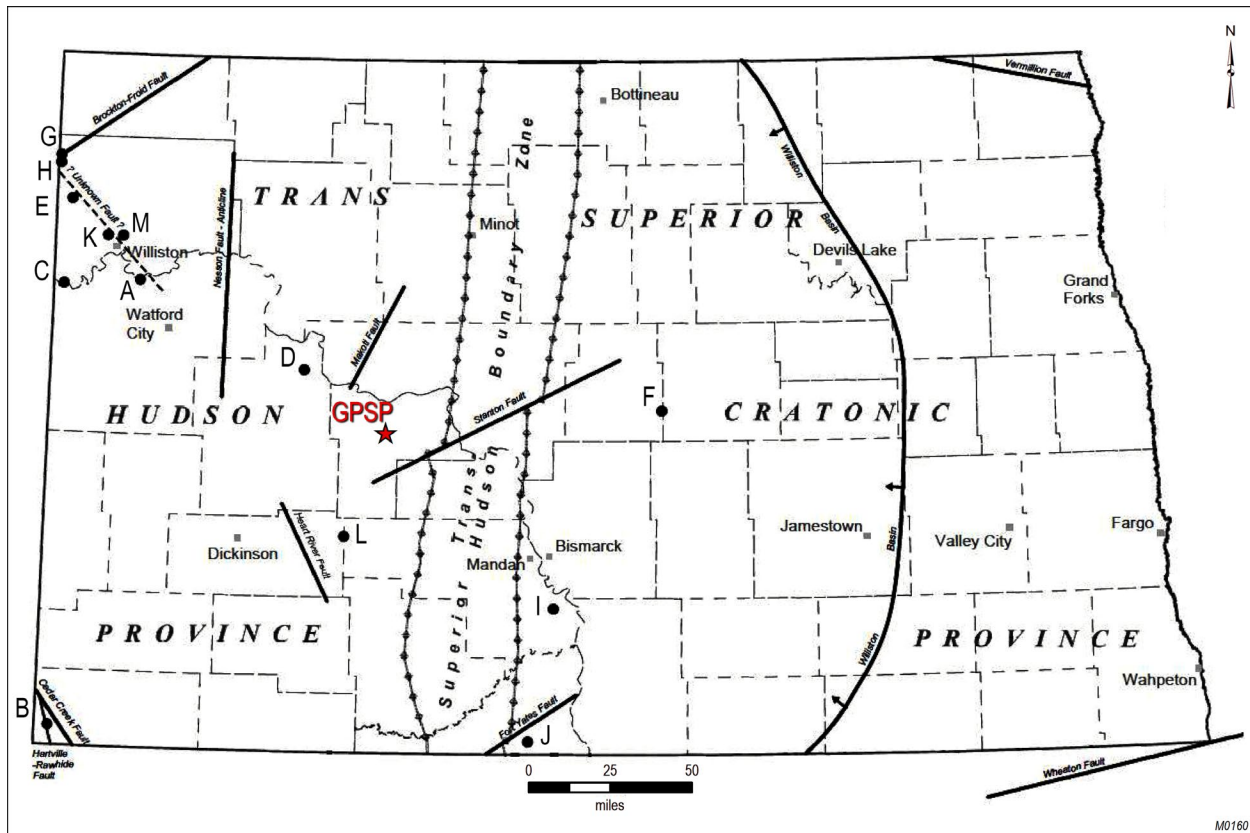 N
Vermillion Fault
Brockton-Froid Fault
Bottineau
G
H
? Unknown Fault ?
E
TRANS
Zone
Williston
SUPERIOR
K
M
Williston
Nesson Fault - Anticline
Minot
Basin
Devils Lake
C
A
Watford
City
Boundary
Grand
Forks
Makott Fault
D
HUDSON
GPSP
Stanton Fault
F
CRATONIC
Superior Trans
Hudson
Heart River Fault
L
Dickinson
Mandan
Bismarck
Jamestown
Basin
Valley City
Fargo
I
PROVINCE
Williston
PROVINCE
Wahpeton
B
Cedar Creek Fault
Fort Yates Fault
J
Hartville
-Rawhide
Fault
Wheaton Fault
0
25
50
miles
M0160